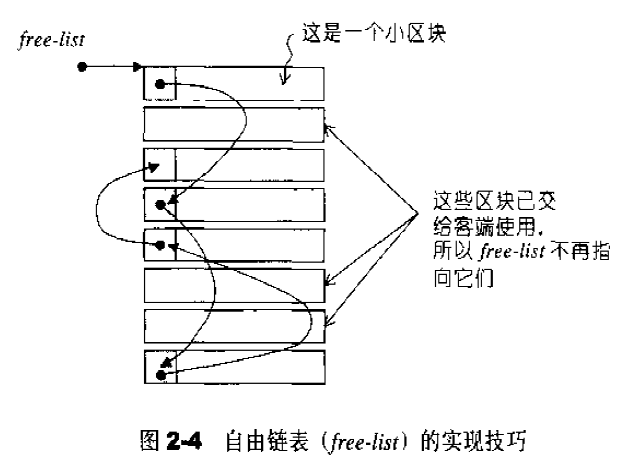 free-list
这是一个小区块
这些区块已交
给客端使用，
所以 free-list 不再指
向它们
图 2-4 自由链表（free-list）的实现技巧